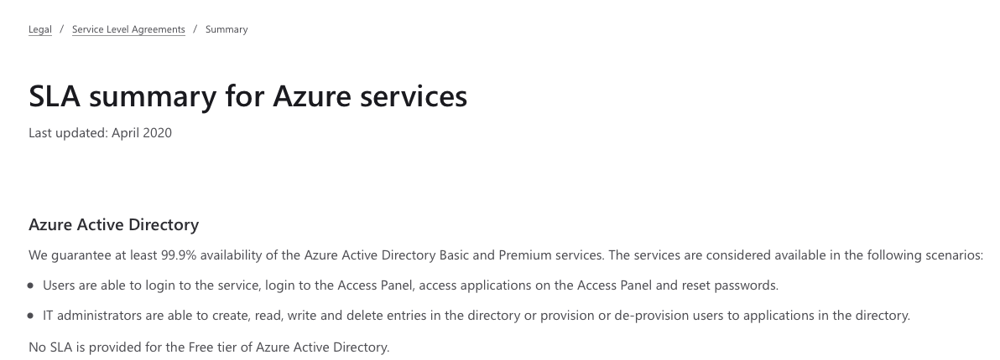 Legal / Service Level Agreements / Summary
SLA summary for Azure services
Last updated: April 2020
Azure Active Directory
We guarantee at least 99.9% availability of the Azure Active Directory Basic and Premium services. The services are considered available in the following scenarios:
• Users are able to login to the service, login to the Access Panel, access applications on the Access Panel and reset passwords.
• IT administrators are able to create, read, write and delete entries in the directory or provision or de-provision users to applications in the directory.
No SLA is provided for the Free tier of Azure Active Directory.